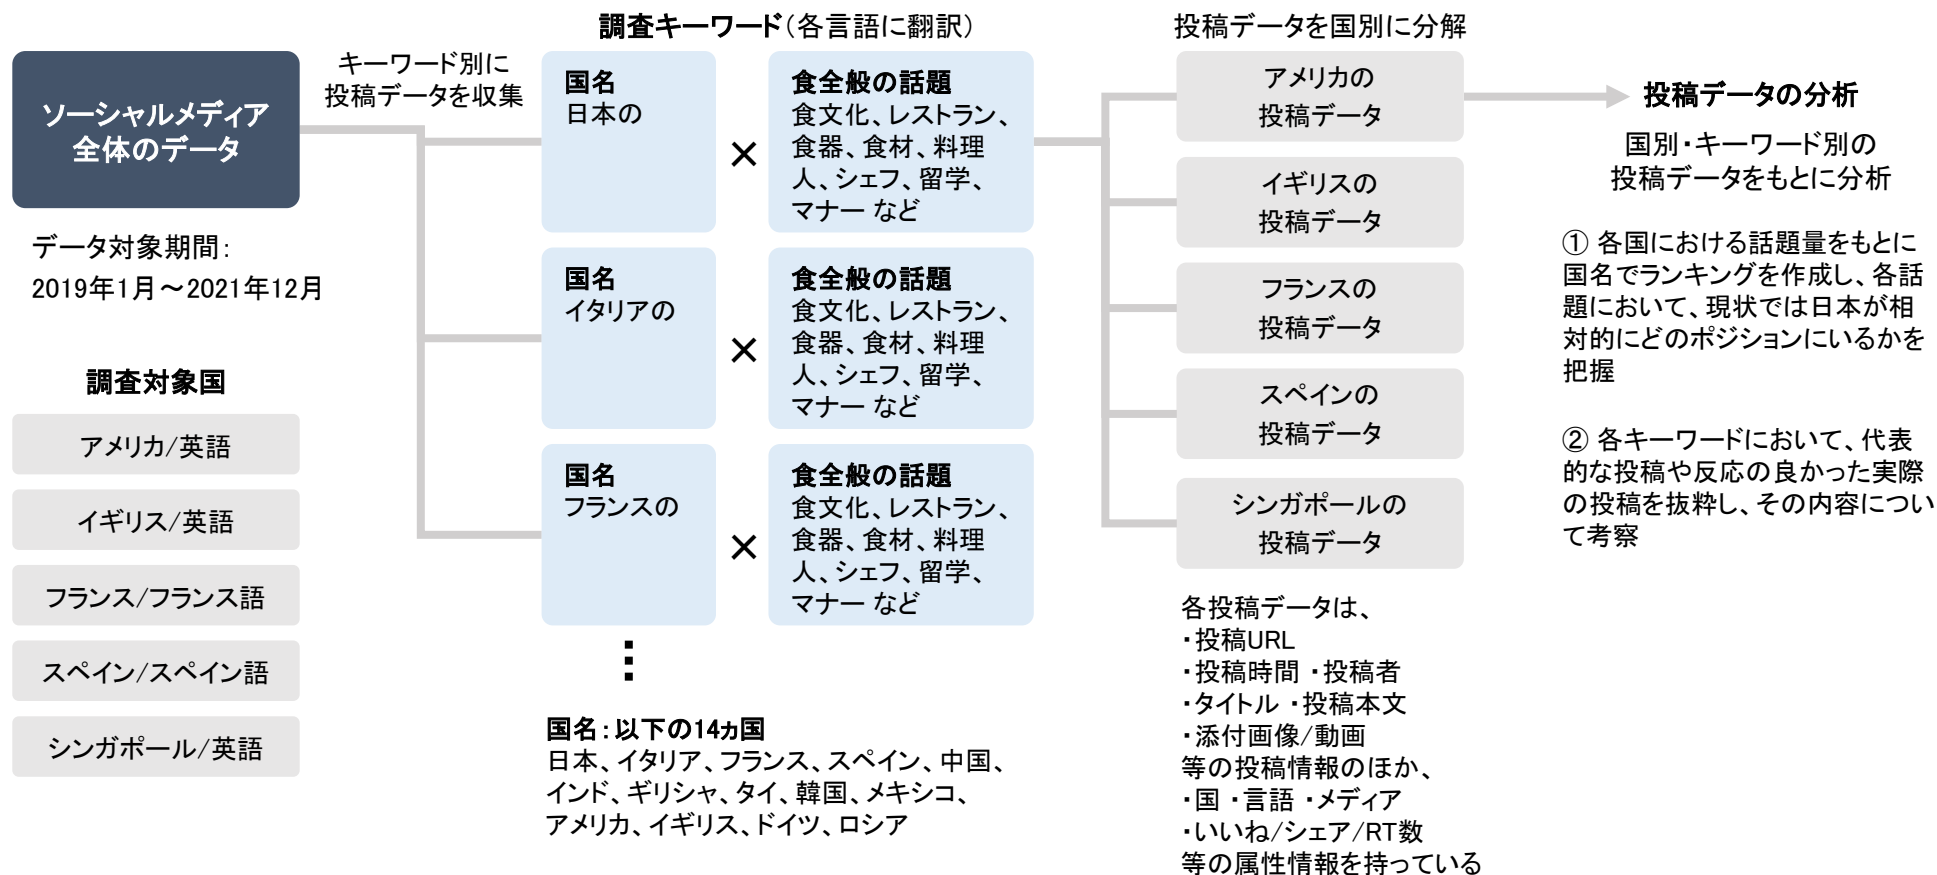 ソーシャルメディア
全体のデータ
データ対象期間:
2019年1月～2021年12月
調査対象国
アメリカ/英語
イギリス/英語
フランス/フランス語
スペイン/スペイン語
シンガポール/英語
キーワード別に
投稿データを収集
調査キーワード(各言語に翻訳)
国名
日本の
×
食全般の話題
食文化、レストラン、
食器、食材、料理
人、シェフ、留学、
マナー など
国名
イタリアの
×
食全般の話題
食文化、レストラン、
食器、食材、料理
人、シェフ、留学、
マナー など
国名
フランスの
×
食全般の話題
食文化、レストラン、
食器、食材、料理
人、シェフ、留学、
マナー など
国名:以下の14ヵ国
日本、イタリア、フランス、スペイン、中国、
インド、ギリシャ、タイ、韓国、メキシコ、
アメリカ、イギリス、ドイツ、ロシア
投稿データを国別に分解
アメリカの
投稿データ
イギリスの
投稿データ
フランスの
投稿データ
スペインの
投稿データ
シンガポールの
投稿データ
各投稿データは、
・投稿URL
・投稿時間 ・投稿者
・タイトル ・投稿本文
・添付画像/動画
等の投稿情報のほか、
・国 ・言語 ・メディア
・いいね/シェア/RT数
等の属性情報を持っている
投稿データの分析
国別・キーワード別の
投稿データをもとに分析
① 各国における話題量をもとに
国名でランキングを作成し、各話
題において、現状では日本が相
対的にどのポジションにいるかを
把握
② 各キーワードにおいて、代表
的な投稿や反応の良かった実際
の投稿を抜粋し、その内容につい
て考察